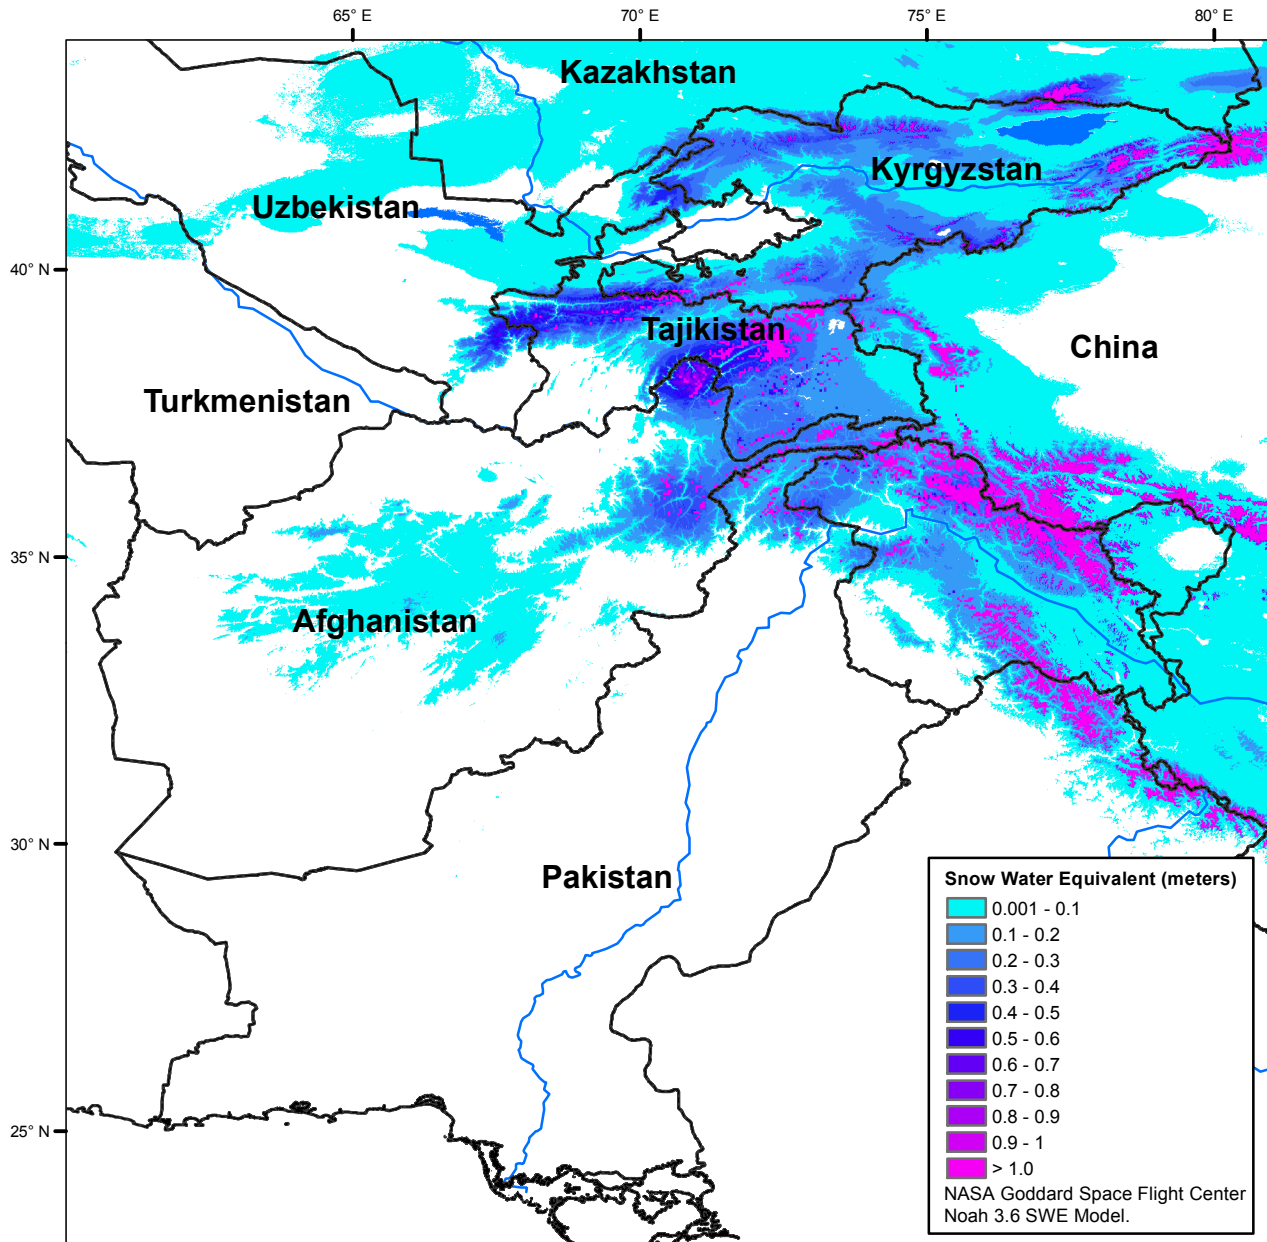 65° E
70° E
75° E
80° E
Kazakhstan
Kyrgyzstan
Uzbekistan
40° N
Tajikistan
China
Turkmenistan
35° N
Afghanistan
30° N
Pakistan
25° N
Snow Water Equivalent (meters)
0.001 - 0.1
0.1 - 0.2
0.2 - 0.3
0.3 - 0.4
0.4 - 0.5
0.5 - 0.6
0.6 - 0.7
0.7 - 0.8
0.8 - 0.9
0.9 - 1
> 1.0
NASA Goddard Space Flight Center
Noah 3.6 SWE Model.